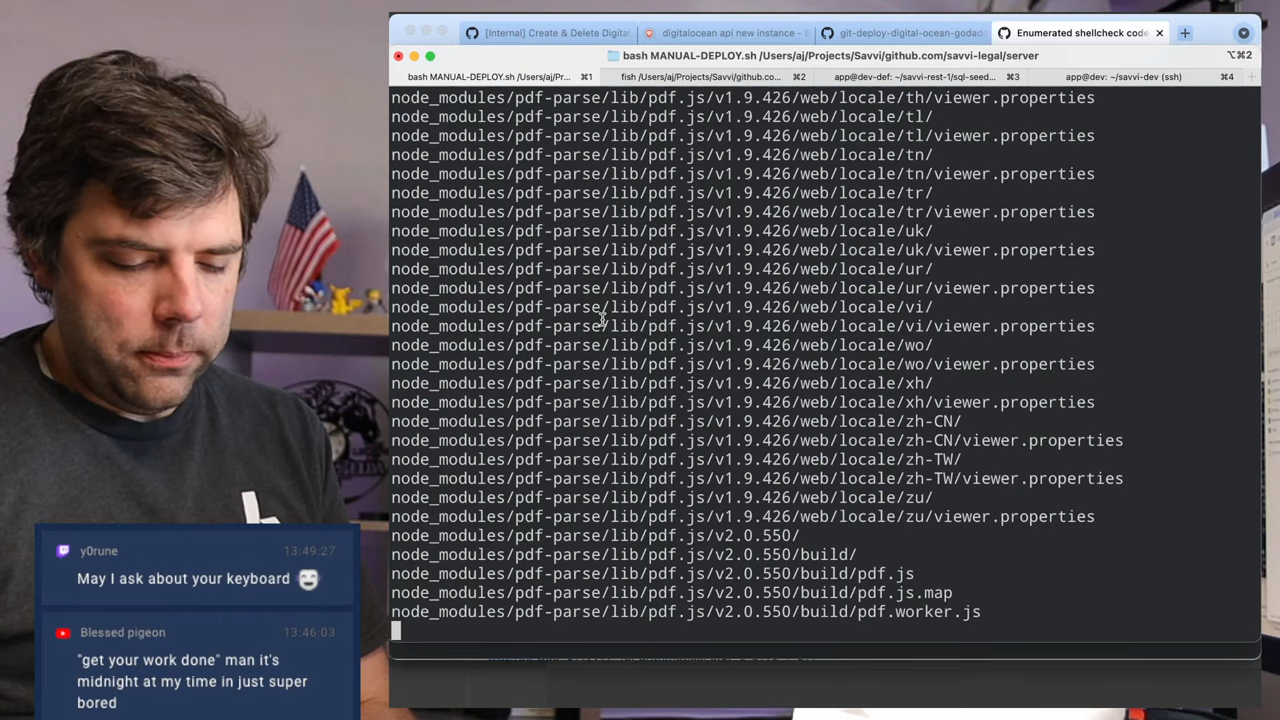 [Internal] Create & Delete Digital
digitalocean api new instance - B
git-deploy-digital-ocean-godad
Enumerated shellcheck code
bash MANUAL-DEPLOY.sh /Users/aj/Projects/Savvi/github.com/savvi-legal/server
⌥⌘2
bash MANUAL-DEPLOY.sh /Users/aj/Pr... ⌘1
fish /Users/aj/Projects/Savvi/github.co... ⌘2
app@dev-def: ~/savvi-rest-1/sql-seed... ⌘3
app@dev: ~/savvi-dev (ssh) ⌘4
node_modules/pdf-parse/lib/pdf.js/v1.9.426/web/locale/th/viewer.properties
node_modules/pdf-parse/lib/pdf.js/v1.9.426/web/locale/tl/
node_modules/pdf-parse/lib/pdf.js/v1.9.426/web/locale/tl/viewer.properties
node_modules/pdf-parse/lib/pdf.js/v1.9.426/web/locale/tn/
node_modules/pdf-parse/lib/pdf.js/v1.9.426/web/locale/tn/viewer.properties
node_modules/pdf-parse/lib/pdf.js/v1.9.426/web/locale/tr/
node_modules/pdf-parse/lib/pdf.js/v1.9.426/web/locale/tr/viewer.properties
node_modules/pdf-parse/lib/pdf.js/v1.9.426/web/locale/uk/
node_modules/pdf-parse/lib/pdf.js/v1.9.426/web/locale/uk/viewer.properties
node_modules/pdf-parse/lib/pdf.js/v1.9.426/web/locale/ur/
node_modules/pdf-parse/lib/pdf.js/v1.9.426/web/locale/ur/viewer.properties
node_modules/pdf-parse/lib/pdf.js/v1.9.426/web/locale/vi/
node_modules/pdf-parse/lib/pdf.js/v1.9.426/web/locale/vi/viewer.properties
node_modules/pdf-parse/lib/pdf.js/v1.9.426/web/locale/wo/
node_modules/pdf-parse/lib/pdf.js/v1.9.426/web/locale/wo/viewer.properties
node_modules/pdf-parse/lib/pdf.js/v1.9.426/web/locale/xh/
node_modules/pdf-parse/lib/pdf.js/v1.9.426/web/locale/xh/viewer.properties
node_modules/pdf-parse/lib/pdf.js/v1.9.426/web/locale/zh-CN/
node_modules/pdf-parse/lib/pdf.js/v1.9.426/web/locale/zh-CN/viewer.properties
node_modules/pdf-parse/lib/pdf.js/v1.9.426/web/locale/zh-TW/
node_modules/pdf-parse/lib/pdf.js/v1.9.426/web/locale/zh-TW/viewer.properties
node_modules/pdf-parse/lib/pdf.js/v1.9.426/web/locale/zu/
node_modules/pdf-parse/lib/pdf.js/v1.9.426/web/locale/zu/viewer.properties
node_modules/pdf-parse/lib/pdf.js/v2.0.550/
node_modules/pdf-parse/lib/pdf.js/v2.0.550/build/
node_modules/pdf-parse/lib/pdf.js/v2.0.550/build/pdf.js
node_modules/pdf-parse/lib/pdf.js/v2.0.550/build/pdf.js.map
node_modules/pdf-parse/lib/pdf.js/v2.0.550/build/pdf.worker.js
y0rune 13:49:27
May I ask about your keyboard
Blessed pigeon 13:46:03
"get your work done" man it's
midnight at my time in just super
bored